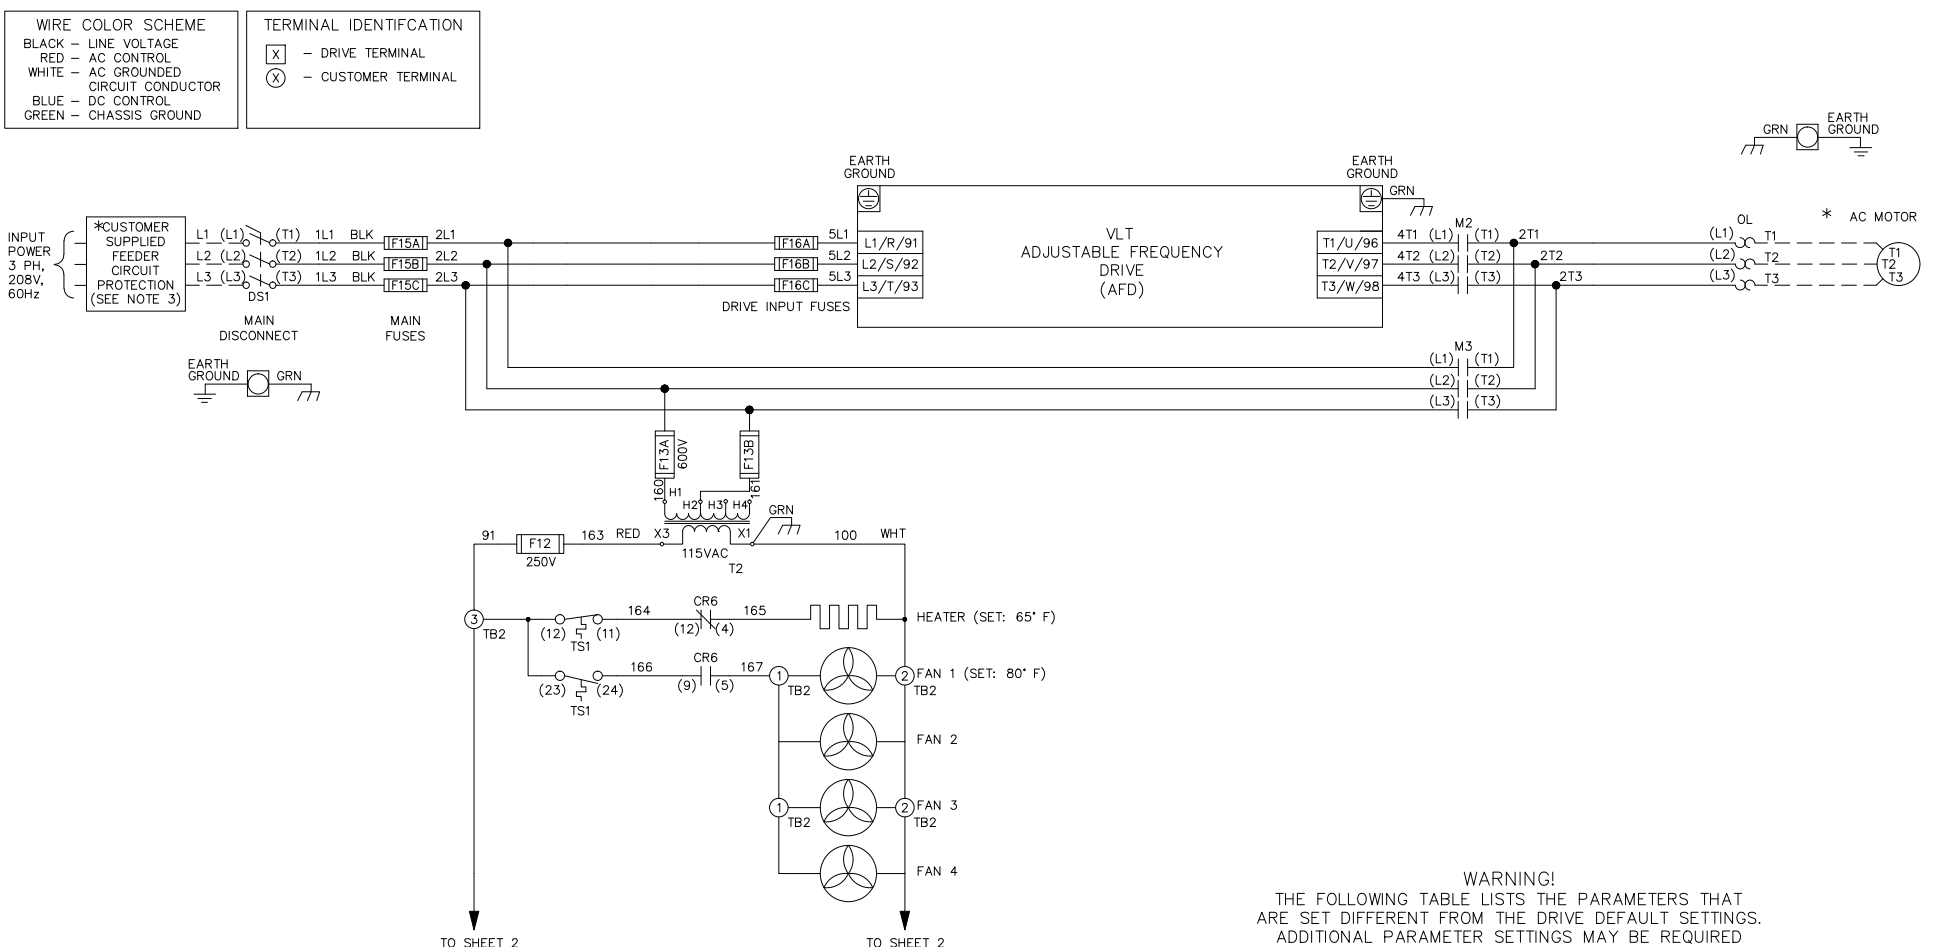 WIRE COLOR SCHEME
BLACK – LINE VOLTAGE
RED – AC CONTROL
WHITE – AC GROUNDED
CIRCUIT CONDUCTOR
BLUE – DC CONTROL
GREEN – CHASSIS GROUND
TERMINAL IDENTIFCATION
X – DRIVE TERMINAL
X – CUSTOMER TERMINAL
GRN
EARTH
GROUND
INPUT
POWER
3 PH,
208V,
60Hz
*CUSTOMER
SUPPLIED
FEEDER
CIRCUIT
PROTECTION
(SEE NOTE 3)
L1 (L1) (T1) 1L1 BLK F15A 2L1
L2 (L2) (T2) 1L2 BLK F15B 2L2
L3 (L3) (T3) 1L3 BLK F15C 2L3
DS1
MAIN
DISCONNECT
MAIN
FUSES
EARTH
GROUND
GRN
F16A 5L1 L1/R/91
F16B 5L2 L2/S/92
F16C 5L3 L3/T/93
DRIVE INPUT FUSES
EARTH
GROUND
VLT
ADJUSTABLE FREQUENCY
DRIVE
(AFD)
EARTH
GROUND
GRN
M2
T1/U/96 4T1 (L1) (T1) 2T1
T2/V/97 4T2 (L2) (T2) 2T2
T3/W/98 4T3 (L3) (T3) 2T3
OL
(L1) T1
(L2) T2
(L3) T3
* AC MOTOR
T1
T2
T3
M3
(L1) (T1)
(L2) (T2)
(L3) (T3)
F13A
600V
F13B
160
161
H1
H2 H3 H4
GRN
91 F12 163 RED X3 X1 100 WHT
250V
115VAC
T2
3
TB2
164 CR6 165
(12) (11) (12) (4)
TS1
HEATER (SET: 65° F)
166 CR6 167
(23) (24) (9) (5)
TS1
1
TB2
2
TB2
FAN 1 (SET: 80° F)
FAN 2
1
TB2
2
TB2
FAN 3
FAN 4
TO SHEET 2
TO SHEET 2
WARNING!
THE FOLLOWING TABLE LISTS THE PARAMETERS THAT
ARE SET DIFFERENT FROM THE DRIVE DEFAULT SETTINGS.
ADDITIONAL PARAMETER SETTINGS MAY BE REQUIRED